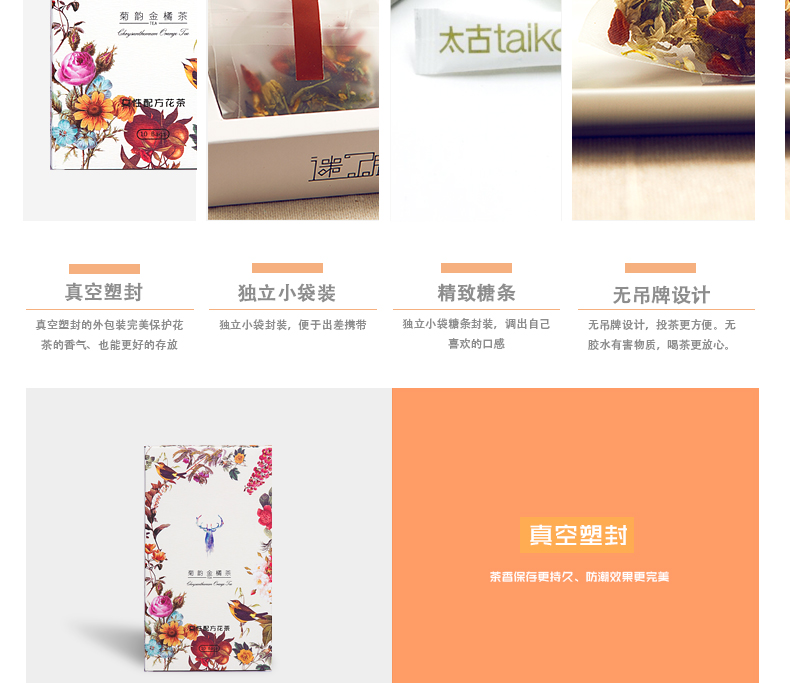 菊韵金橘茶
TEA
Chrysanthemum Orange Tea
女性配方花茶
10 Bags
太古taiko
真空塑封
真空塑封的外包装完美保护花
茶的香气、也能更好的存放
独立小袋装
独立小袋封装，便于出差携带
精致糖条
独立小袋糖条封装，调出自己
喜欢的口感
无吊牌设计
无吊牌设计，投茶更方便。无
胶水有害物质，喝茶更放心。
菊韵金橘茶
Chrysanthemum Orange Tea
女性配方花茶
真空塑封
茶香保存更持久、防潮效果更完美